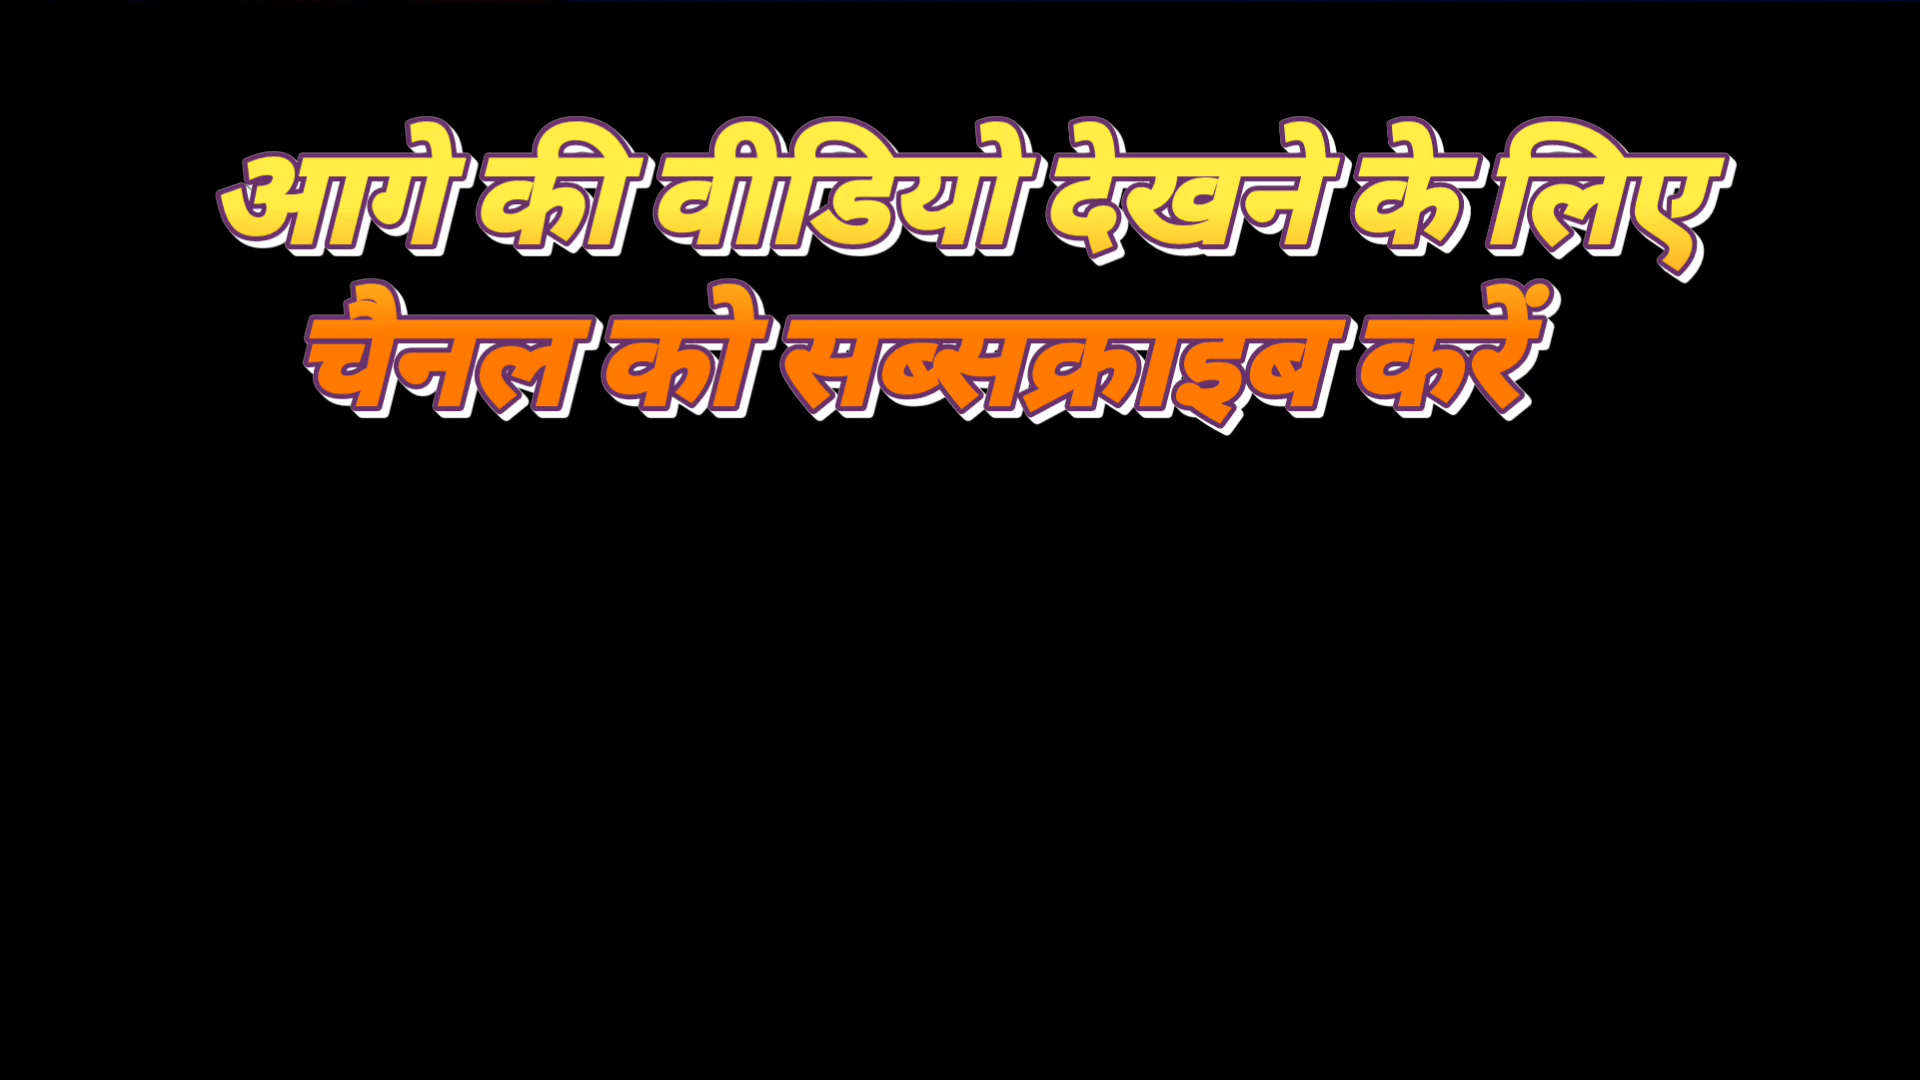 आगे की वीडियो देखने के लिए
चैनल को सब्सक्राइब करें